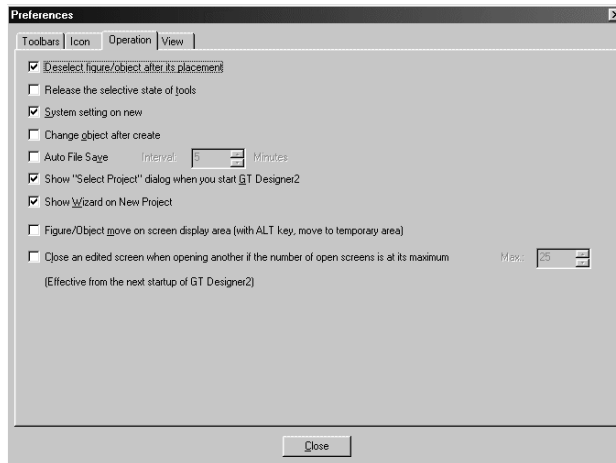 Preferences
Toolbars Icon Operation View
Deselect figure/object after its placement
Release the selective state of tools
System setting on new
Change object after create
Auto File Save Interval: 5 Minutes
Show "Select Project" dialog when you start GT Designer2
Show Wizard on New Project
Figure/Object move on screen display area (with ALT key, move to temporary area)
Close an edited screen when opening another if the number of open screens is at its maximum Max.: 25
(Effective from the next startup of GT Designer2)
Close